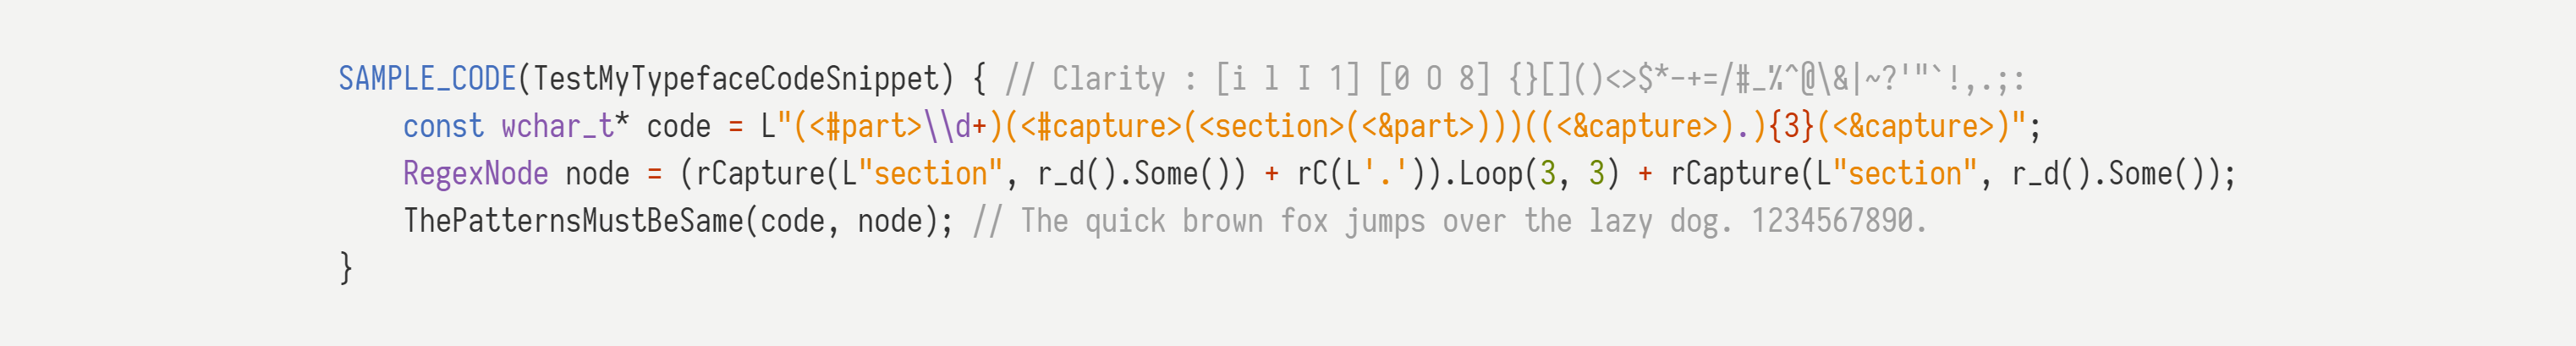 SAMPLE_CODE(TestMyTypefaceCodeSnippet) { // Clarity : [i l I 1] [0 O 8] {}[]()<>$*-+=/#_%^@\&|~?'"`!,.;:
    const wchar_t* code = L"(<#part>\\d+)(<#capture>(<section>(<&part>)))((<&capture>).){3}(<&capture>)";
    RegexNode node = (rCapture(L"section", r_d().Some()) + rC(L'.')).Loop(3, 3) + rCapture(L"section", r_d().Some());
    ThePatternsMustBeSame(code, node); // The quick brown fox jumps over the lazy dog. 1234567890.
}